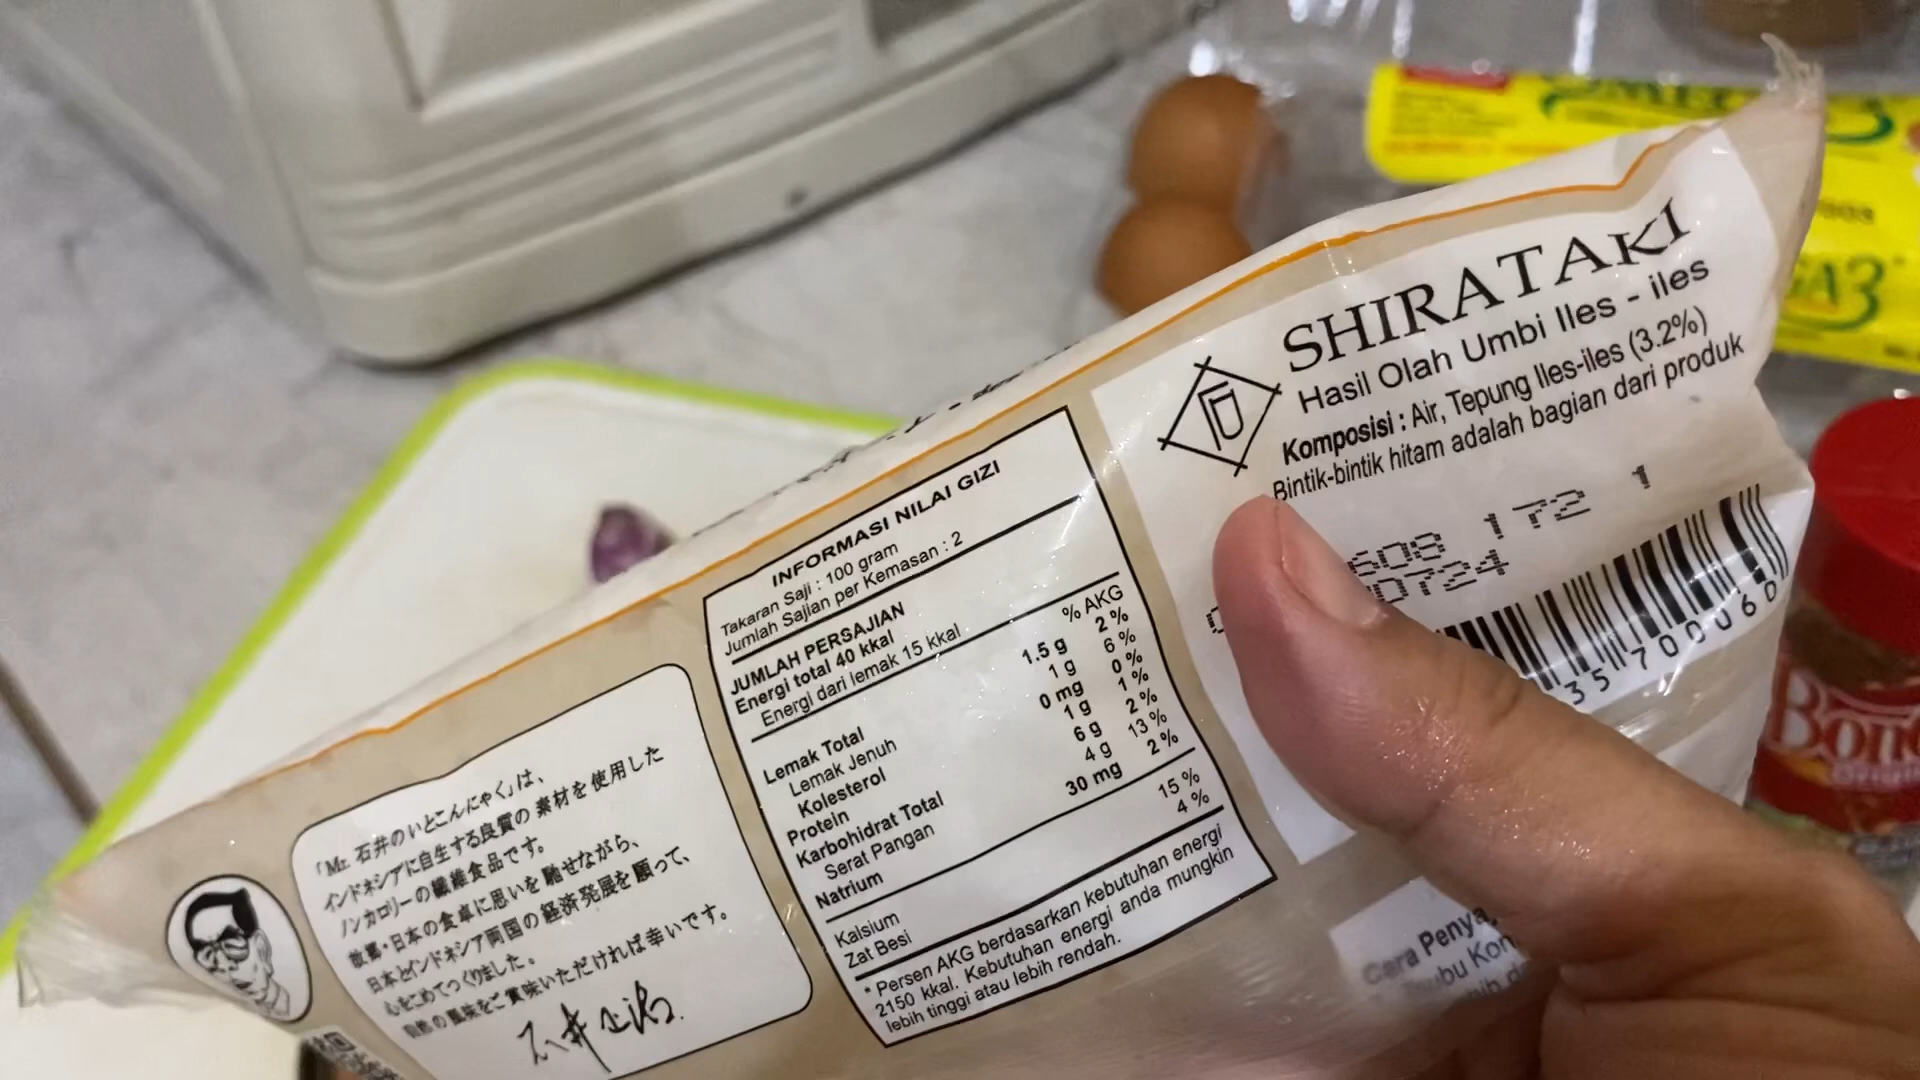 SHIRATAKI
Hasil Olah Umbi Iles - iles
Komposisi : Air, Tepung Iles-iles (3.2%)
Bintik-bintik hitam adalah bagian dari produk
608 172 1
0724
35 700060
INFORMASI NILAI GIZI
Takaran Saji : 100 gram
Jumlah Sajian per Kemasan : 2
JUMLAH PERSAJIAN
Energi total 40 kkal
Energi dari lemak 15 kkal
% AKG
Lemak Total 1.5 g 2 %
Lemak Jenuh 1 g 6 %
Kolesterol 0 mg 0 %
Protein 1 g 1 %
Karbohidrat Total 6 g 2 %
Serat Pangan 4 g 13 %
Natrium 30 mg 2 %
Kalsium 15 %
Zat Besi 4 %
* Persen AKG berdasarkan kebutuhan energi
2150 kkal. Kebutuhan energi anda mungkin
lebih tinggi atau lebih rendah.
「Mr. 石井のいとこんにゃく」は、
インドネシアに自生する良質の素材を使用した
ノンカロリーの繊維食品です。
故郷・日本の食卓に思いを馳せながら、
日本とインドネシア両国の経済発展を願って、
心をこめてつくりました。
自然の風味をご賞味いただければ幸いです。
Cara Penya
Kon
GA3
Bon